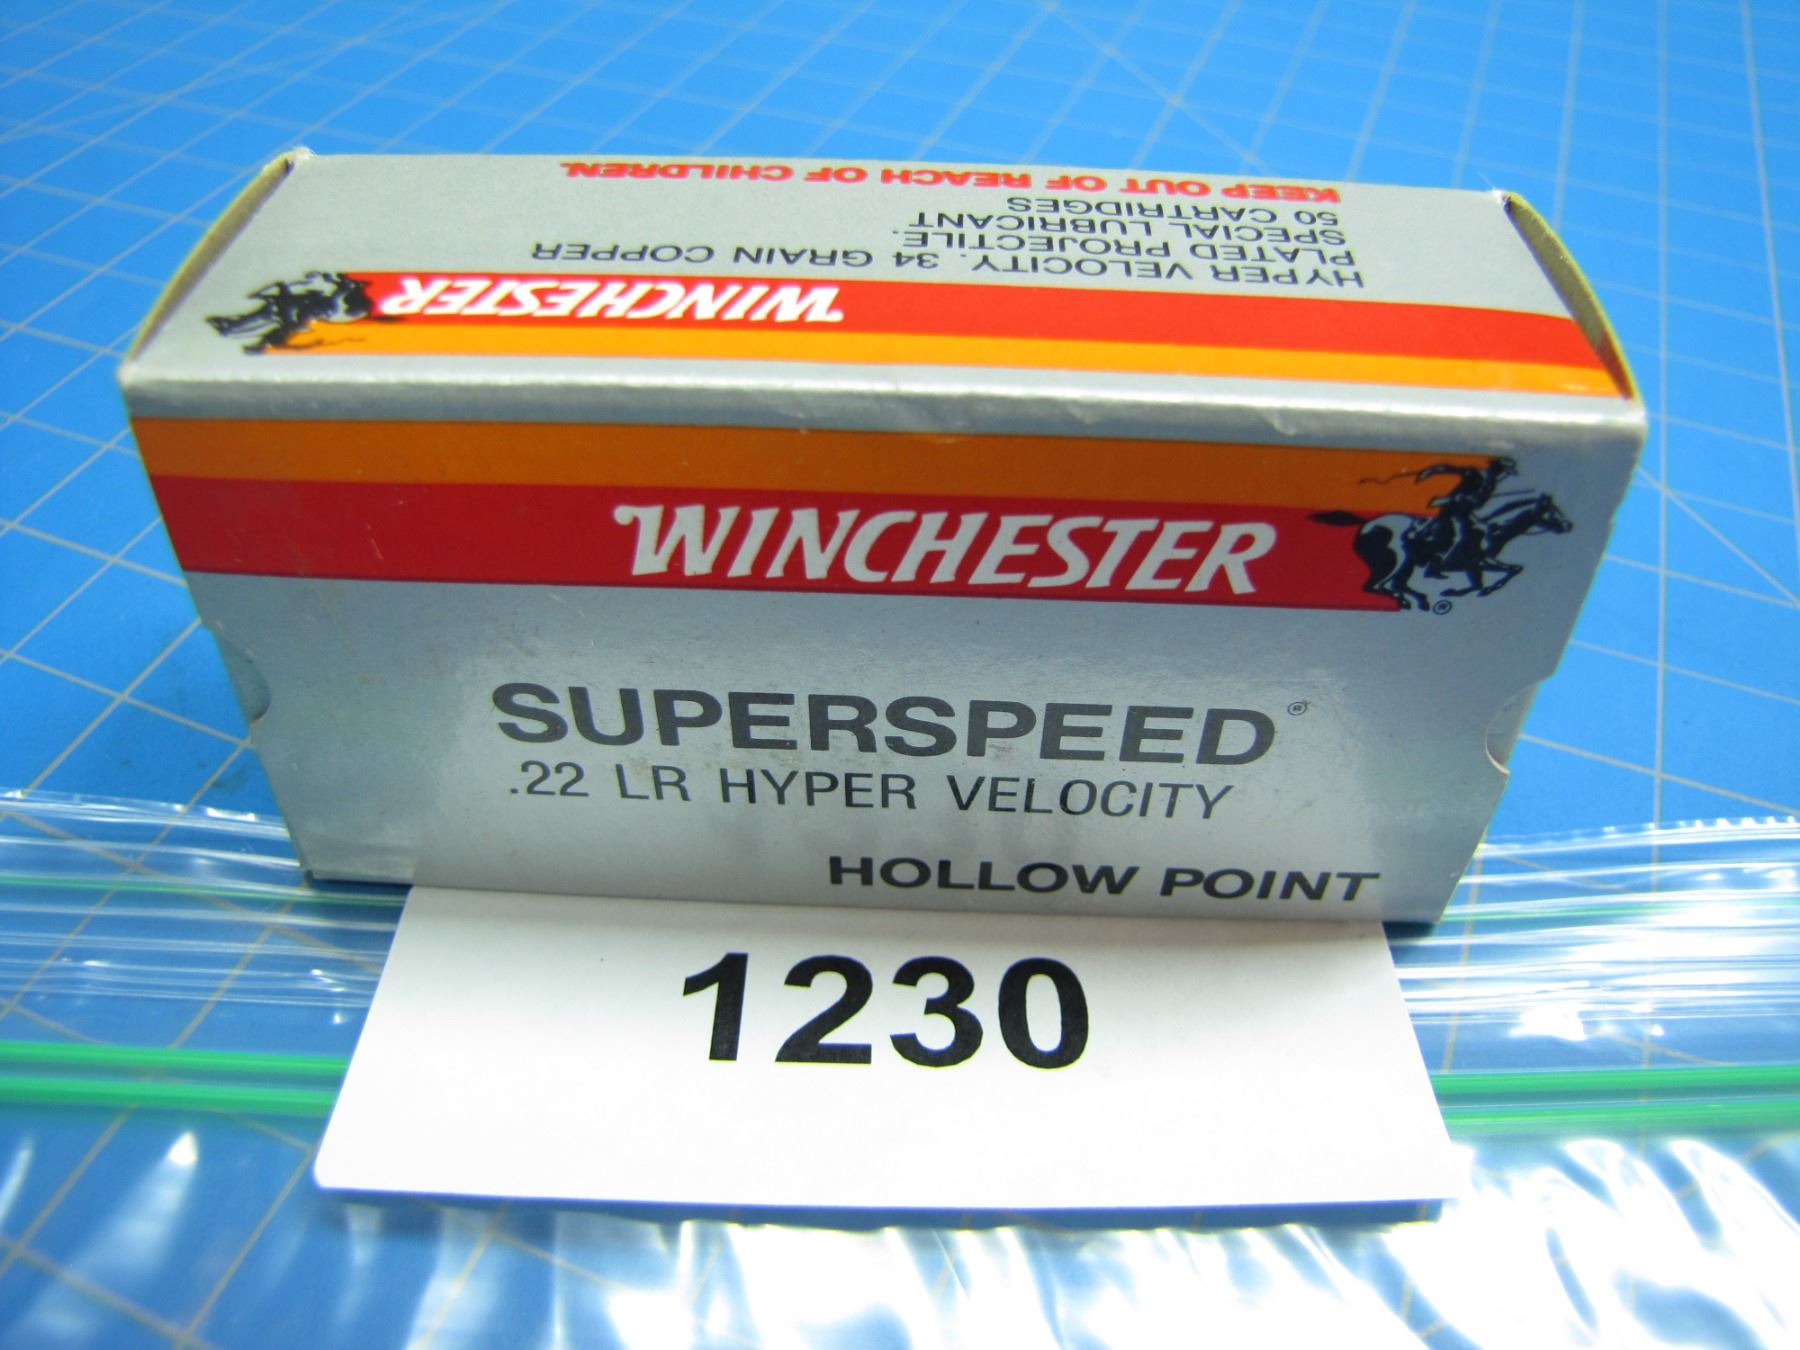 KEEP OUT OF REACH OF CHILDREN.
50 CARTRIDGES
SPECIAL LUBRICANT.
PLATED PROJECTILE.
HYPER VELOCITY. 34 GRAIN COPPER
WINCHESTER
WINCHESTER
®
SUPERSPEED®
.22 LR HYPER VELOCITY
HOLLOW POINT
1230